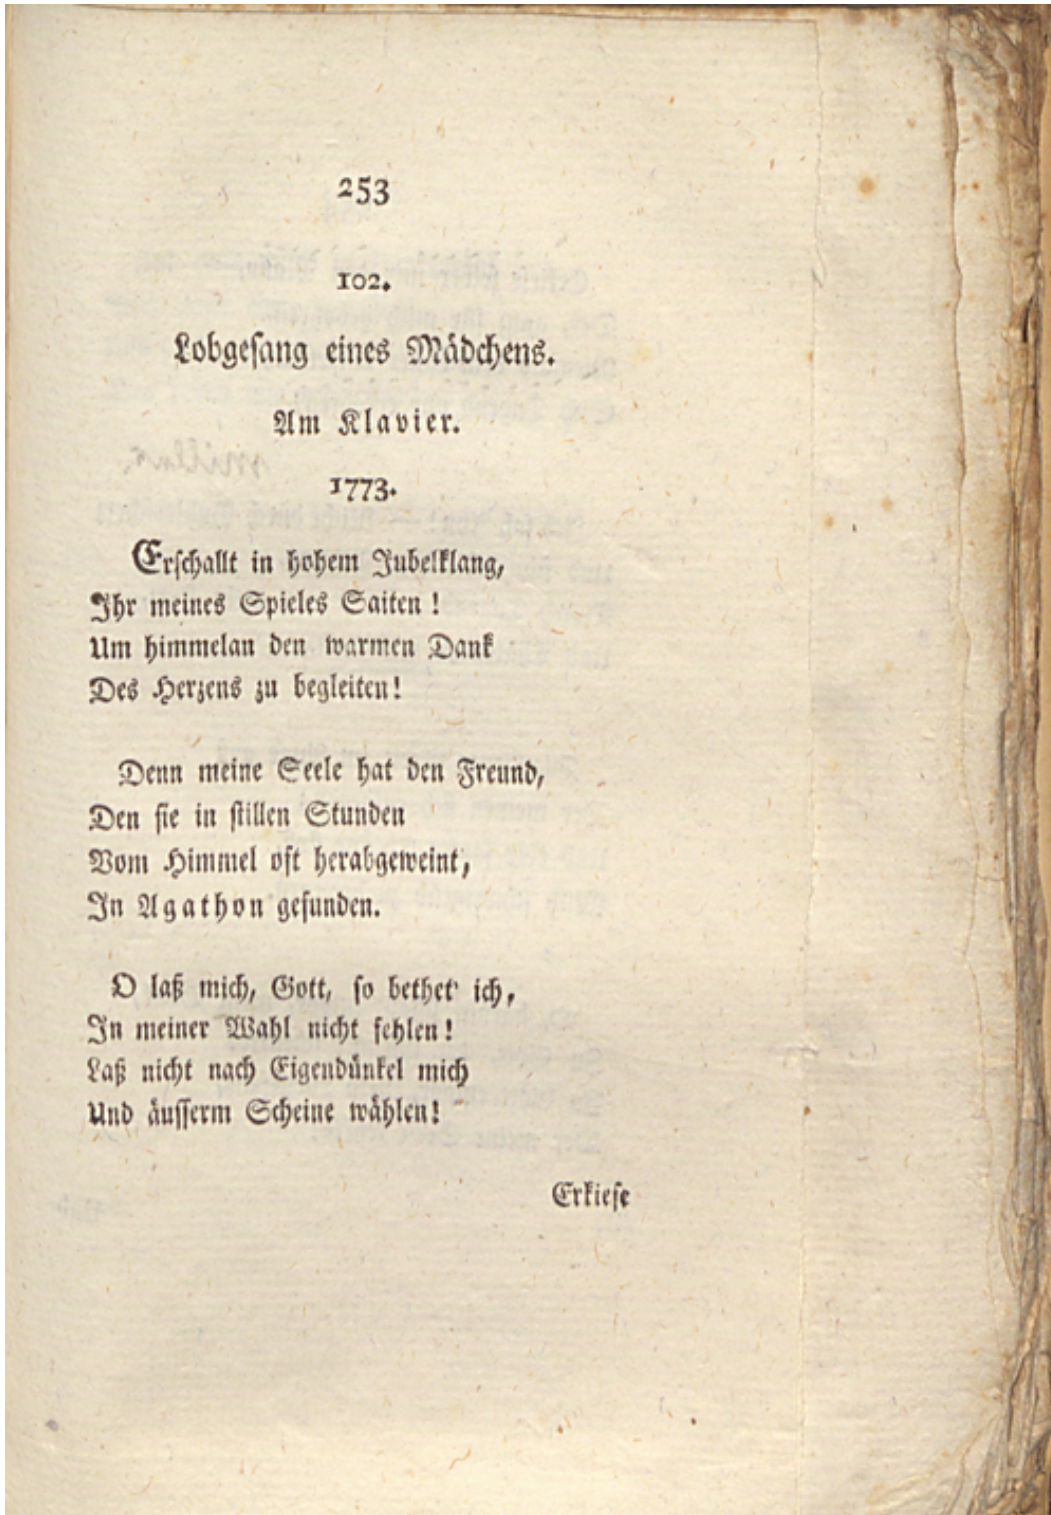 253
102.
Lobgesang eines Mädchens.
Am Klavier.
1773.
Erschallt in hohem Jubelklang,
Ihr meines Spieles Saiten!
Um himmelan den warmen Dank
Des Herzens zu begleiten!
Denn meine Seele hat den Freund,
Den sie in stillen Stunden
Vom Himmel oft herabgeweint,
In Agathon gefunden.
O laß mich, Gott, so bethet' ich,
In meiner Wahl nicht fehlen!
Laß nicht nach Eigendünkel mich
Und äusserm Scheine wählen!
Erkiese